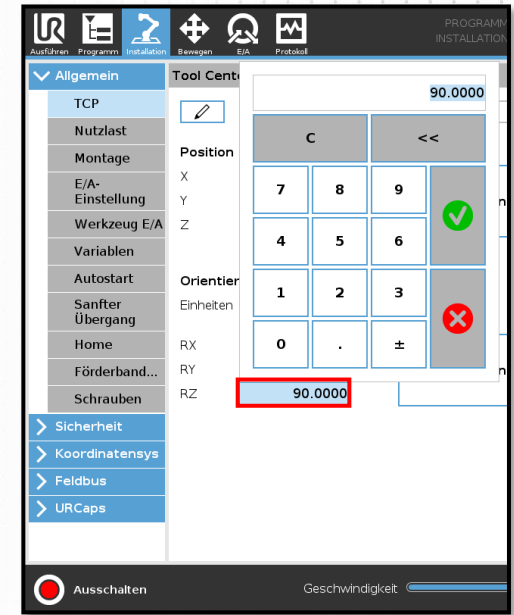 UR
PROGRAMM
INSTALLATION
Ausführen Programm Installation Bewegen E/A Protokoll
Allgemein
TCP
Nutzlast
Montage
E/A-
Einstellung
Werkzeug E/A
Variablen
Autostart
Sanfter
Übergang
Home
Förderband...
Schrauben
Sicherheit
Koordinatensys
Feldbus
URCaps
Tool Cent
Position
X
Y
Z
Orientier
Einheiten
RX
RY
RZ 90.0000
90.0000
C <<
7 8 9
4 5 6
1 2 3
0 . ±
Ausschalten
Geschwindigkeit